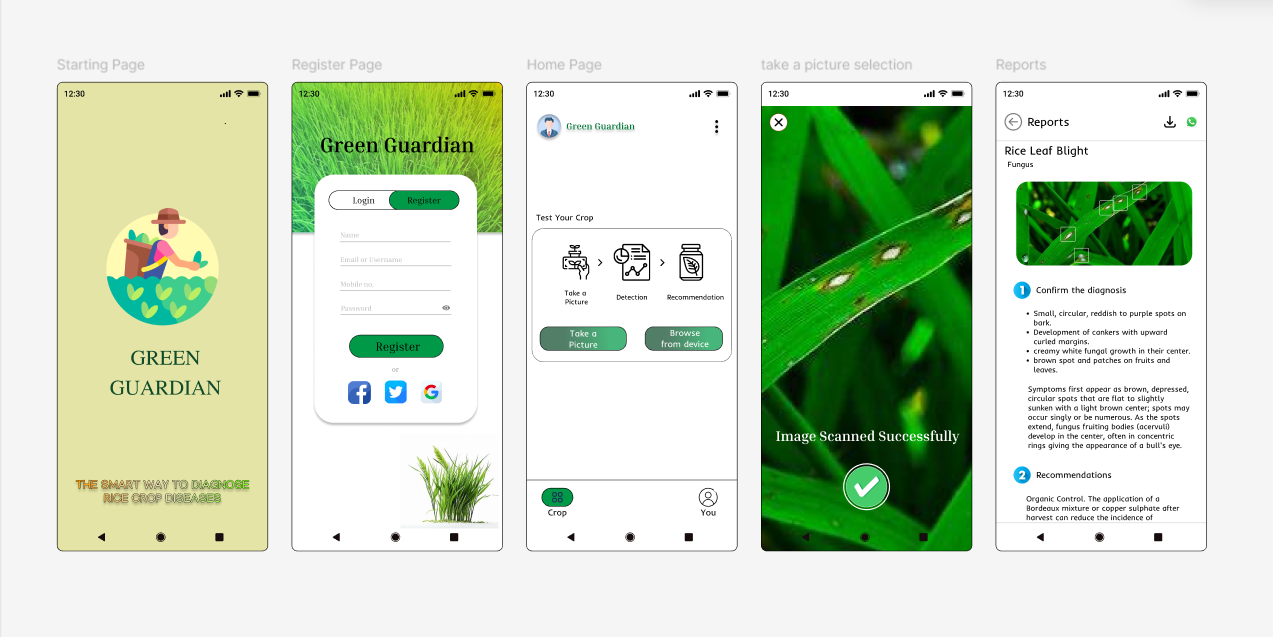 Starting Page
12:30
GREEN
GUARDIAN
THE SMART WAY TO DIAGNOSE
RICE CROP DISEASES
Register Page
12:30
Green Guardian
Login
Register
Name
Email or Username
Mobile no.
Password
Register
or
Home Page
12:30
Green Guardian
Test Your Crop
Take a
Picture
Detection
Recommendation
Take a
Picture
Browse
from device
Crop
You
take a picture selection
12:30
Image Scanned Successfully
Reports
12:30
Reports
Rice Leaf Blight
Fungus
1 Confirm the diagnosis
• Small, circular, reddish to purple spots on
bark.
• Development of cankers with upward
curled margins.
• creamy white fungal growth in their center.
• brown spot and patches on fruits and
leaves.
Symptoms first appear as brown, depressed,
circular spots that are flat to slightly
sunken with a light brown center; spots may
occur singly or be numerous. As the spots
extend, fungus fruiting bodies (acervuli)
develop in the center, often in concentric
rings giving the appearance of a bull's eye.
2 Recommendations
Organic Control. The application of a
Bordeaux mixture or copper sulphate after
harvest can reduce the incidence of